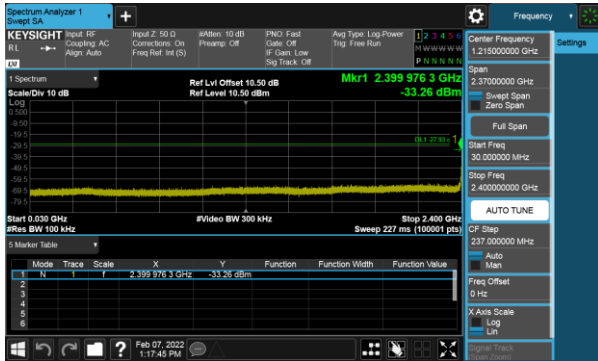 Spectrum Analyzer 1
Swept SA
Frequency
KEYSIGHT
RL
Input: RF
Coupling: AC
Align: Auto
Input Z: 50 Ω
Corrections: On
Freq Ref: Int (S)
#Atten: 10 dB
Preamp: Off
PNO: Fast
Gate: Off
IF Gain: Low
Sig Track: Off
Avg Type: Log-Power
Trig: Free Run
1 2 3 4 5 6
M W W W W W
P N N N N N
LXI
1 Spectrum
Scale/Div 10 dB
Ref Lvl Offset 10.50 dB
Ref Level 10.50 dBm
Mkr1 2.399 976 3 GHz
-33.26 dBm
Log
0.500
-9.50
-19.5
-29.5
-39.5
-49.5
-59.5
-69.5
-79.5
1
Start 0.030 GHz
#Res BW 100 kHz
#Video BW 300 kHz
Stop 2.400 GHz
Sweep 227 ms (100001 pts)
5 Marker Table
Mode Trace Scale X Y Function Function Width Function Value
1 N 1 f 2.399 976 3 GHz -33.26 dBm
2
3
4
5
6
Feb 07, 2022
1:17:45 PM
Center Frequency
1.215000000 GHz
Settings
Span
2.37000000 GHz
Swept Span
Zero Span
Full Span
Start Freq
30.000000 MHz
Stop Freq
2.400000000 GHz
AUTO TUNE
CF Step
237.000000 MHz
Auto
Man
Freq Offset
0 Hz
X Axis Scale
Log
Lin
Signal Track
(Span Zoom)